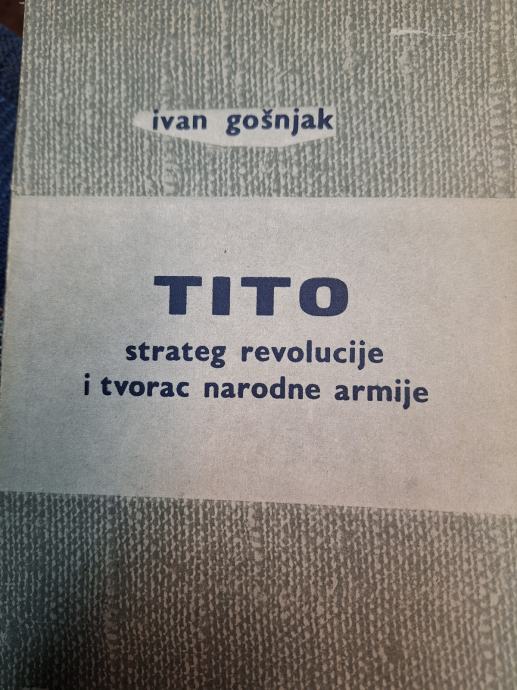 ivan gošnjak
TITO
strateg revolucije
i tvorac narodne armije